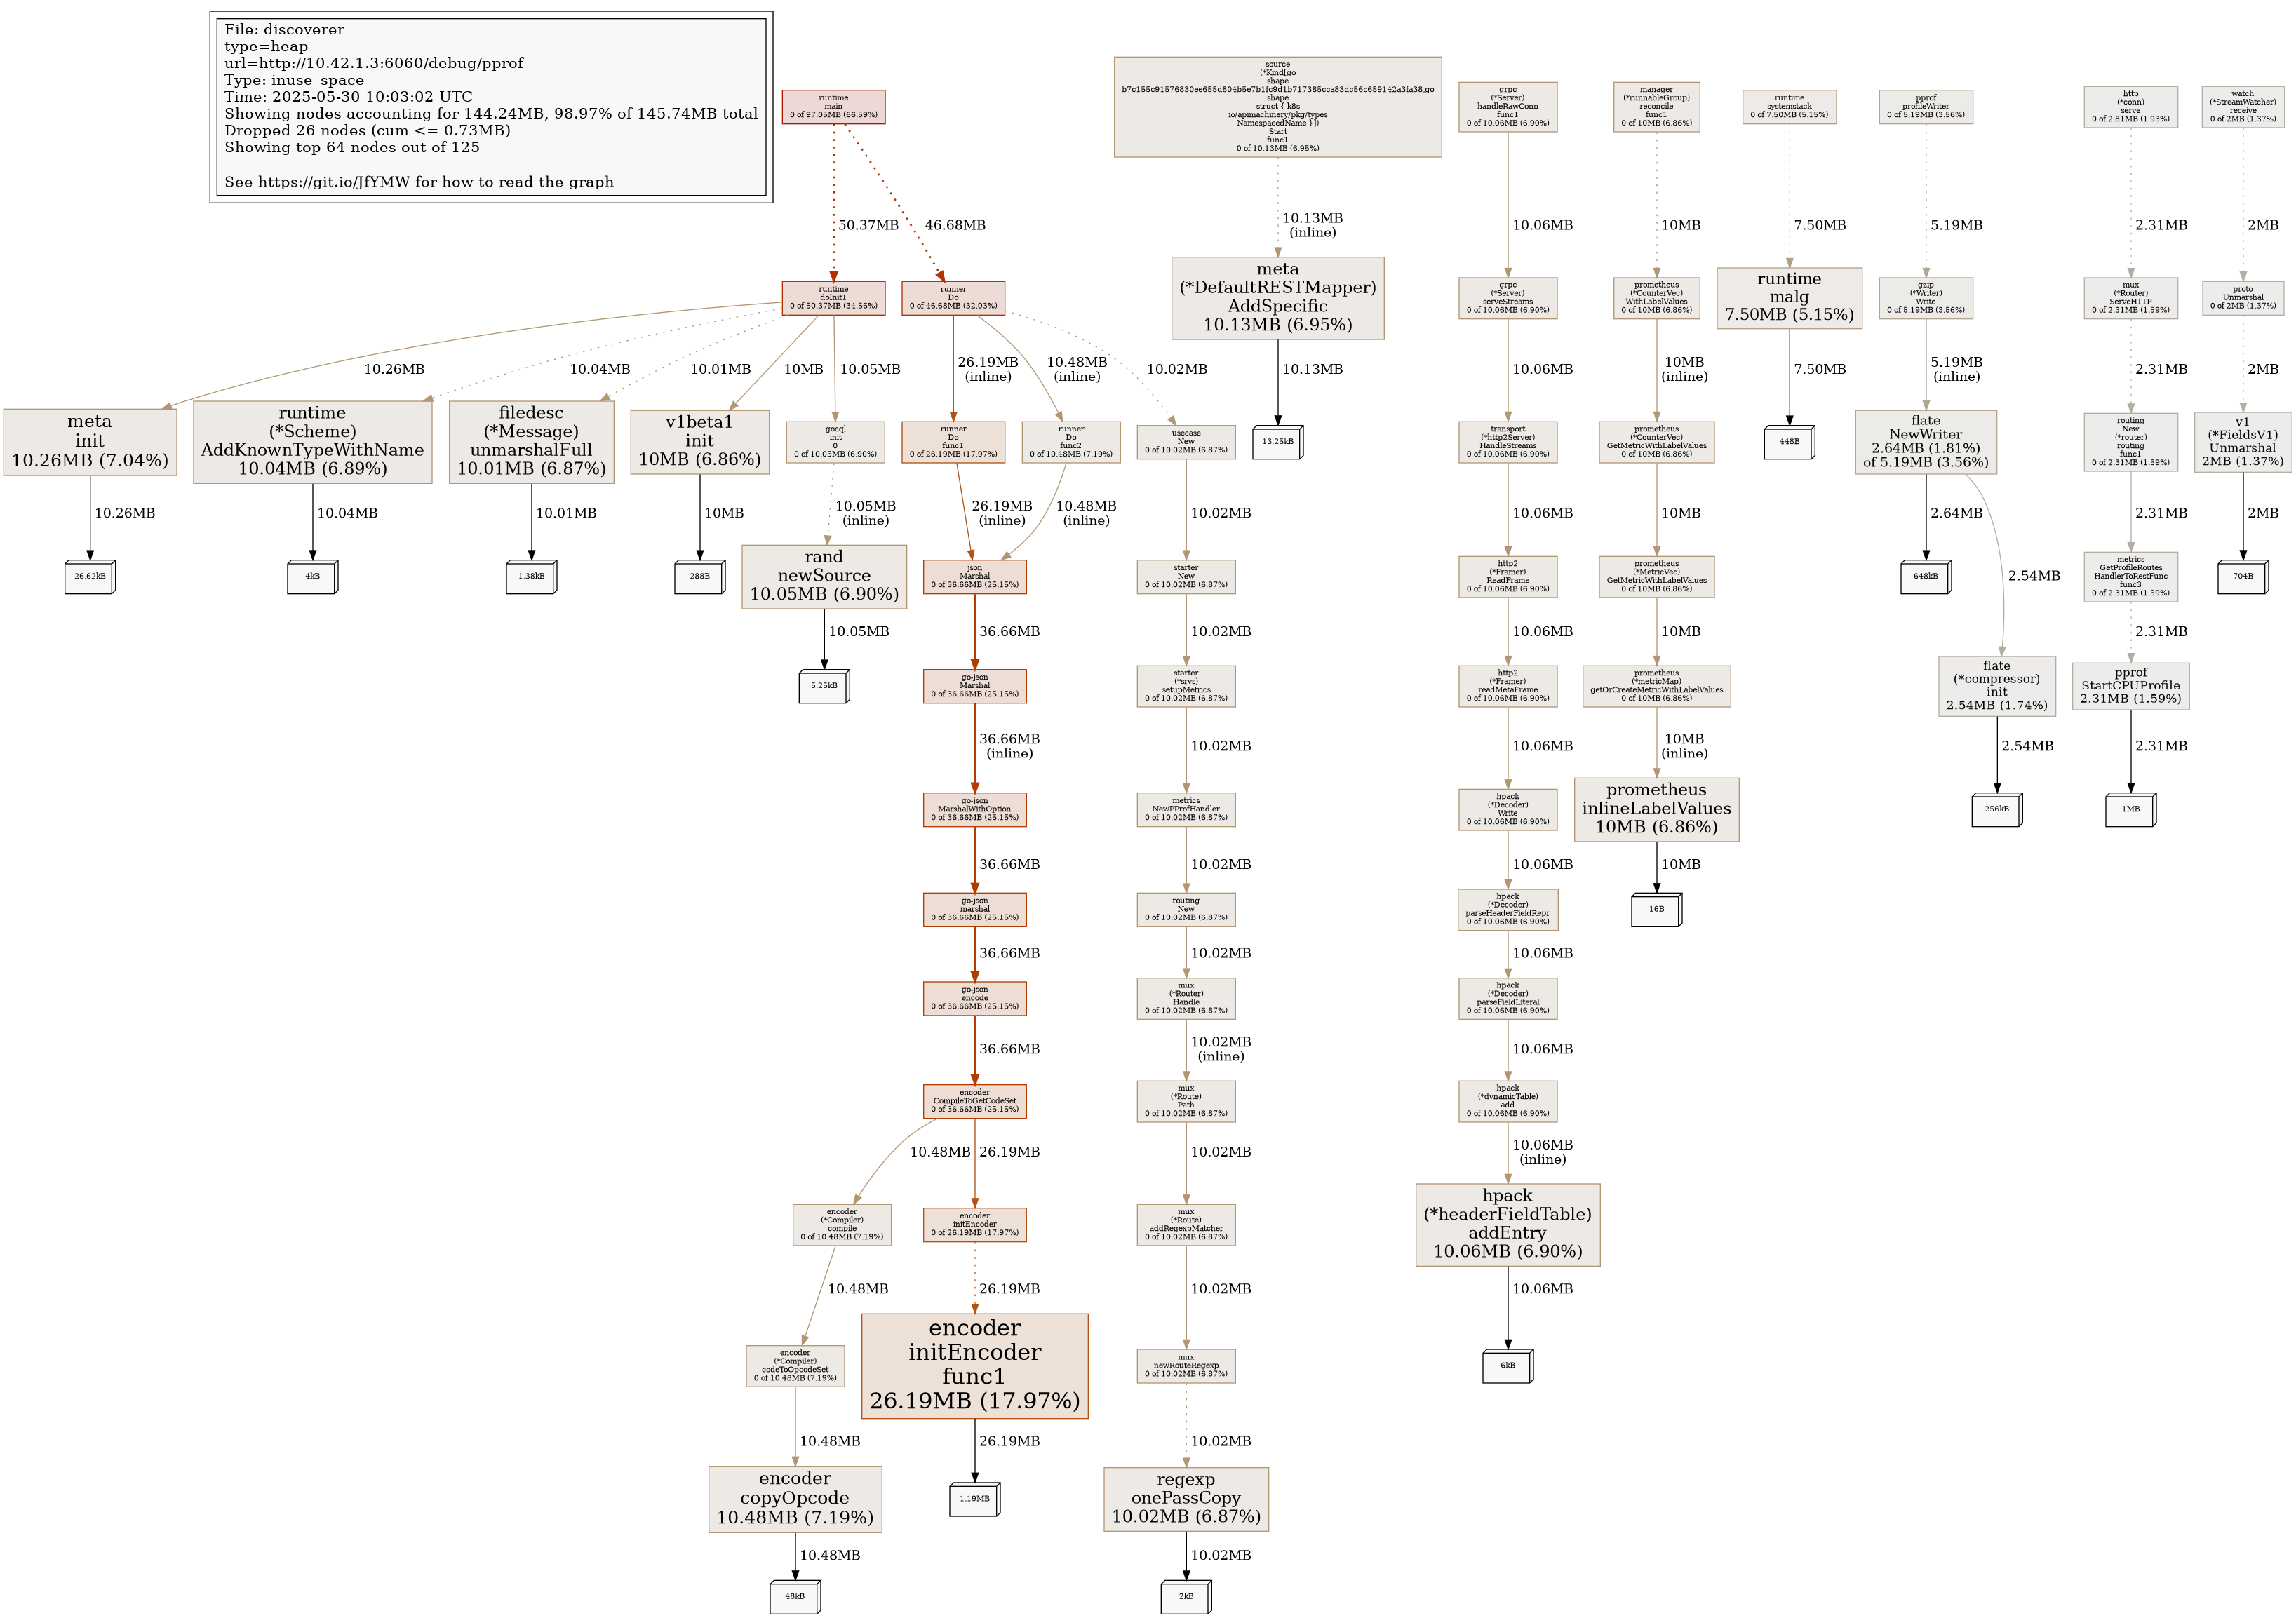 File: discoverer
type=heap
url=http://10.42.1.3:6060/debug/pprof
Type: inuse_space
Time: 2025-05-30 10:03:02 UTC
Showing nodes accounting for 144.24MB, 98.97% of 145.74MB total
Dropped 26 nodes (cum <= 0.73MB)
Showing top 64 nodes out of 125
See https://git.io/JfYMW for how to read the graph
runtime
main
0 of 97.05MB (66.59%)
source
(*Kind[go
shape
b7c155c91576830ee655d804b5e7b1fc9d1b717385cca83dc56c659142a3fa38,go
shape
struct { k8s
io/apimachinery/pkg/types
NamespacedName }])
Start
func1
0 of 10.13MB (6.95%)
grpc
(*Server)
handleRawConn
func1
0 of 10.06MB (6.90%)
manager
(*runnableGroup)
reconcile
func1
0 of 10MB (6.86%)
runtime
systemstack
0 of 7.50MB (5.15%)
pprof
profileWriter
0 of 5.19MB (3.56%)
http
(*conn)
serve
0 of 2.81MB (1.93%)
watch
(*StreamWatcher)
receive
0 of 2MB (1.37%)
50.37MB
46.68MB
10.13MB
(inline)
10.06MB
10MB
7.50MB
5.19MB
2.31MB
2MB
runtime
doInit1
0 of 50.37MB (34.56%)
runner
Do
0 of 46.68MB (32.03%)
meta
(*DefaultRESTMapper)
AddSpecific
10.13MB (6.95%)
grpc
(*Server)
serveStreams
0 of 10.06MB (6.90%)
prometheus
(*CounterVec)
WithLabelValues
0 of 10MB (6.86%)
runtime
malg
7.50MB (5.15%)
gzip
(*Writer)
Write
0 of 5.19MB (3.56%)
mux
(*Router)
ServeHTTP
0 of 2.31MB (1.59%)
proto
Unmarshal
0 of 2MB (1.37%)
10.26MB
10.04MB
10.01MB
10MB
10.05MB
26.19MB
(inline)
10.48MB
(inline)
10.02MB
10.13MB
10.06MB
10MB
(inline)
7.50MB
5.19MB
(inline)
2.31MB
2MB
meta
init
10.26MB (7.04%)
runtime
(*Scheme)
AddKnownTypeWithName
10.04MB (6.89%)
filedesc
(*Message)
unmarshalFull
10.01MB (6.87%)
v1beta1
init
10MB (6.86%)
gocql
init
0
0 of 10.05MB (6.90%)
runner
Do
func1
0 of 26.19MB (17.97%)
runner
Do
func2
0 of 10.48MB (7.19%)
usecase
New
0 of 10.02MB (6.87%)
13.25kB
transport
(*http2Server)
HandleStreams
0 of 10.06MB (6.90%)
prometheus
(*CounterVec)
GetMetricWithLabelValues
0 of 10MB (6.86%)
448B
flate
NewWriter
2.64MB (1.81%)
of 5.19MB (3.56%)
routing
New
(*router)
routing
func1
0 of 2.31MB (1.59%)
v1
(*FieldsV1)
Unmarshal
2MB (1.37%)
10.26MB
10.04MB
10.01MB
10MB
10.05MB
(inline)
26.19MB
(inline)
10.48MB
(inline)
10.02MB
10.06MB
10MB
2.64MB
2.31MB
2MB
26.62kB
4kB
1.38kB
288B
rand
newSource
10.05MB (6.90%)
json
Marshal
0 of 36.66MB (25.15%)
starter
New
0 of 10.02MB (6.87%)
http2
(*Framer)
ReadFrame
0 of 10.06MB (6.90%)
prometheus
(*MetricVec)
GetMetricWithLabelValues
0 of 10MB (6.86%)
648kB
2.54MB
metrics
GetProfileRoutes
HandlerToRestFunc
func3
0 of 2.31MB (1.59%)
704B
10.05MB
36.66MB
10.02MB
10.06MB
10MB
2.31MB
5.25kB
go-json
Marshal
0 of 36.66MB (25.15%)
starter
(*srvs)
setupMetrics
0 of 10.02MB (6.87%)
http2
(*Framer)
readMetaFrame
0 of 10.06MB (6.90%)
prometheus
(*metricMap)
getOrCreateMetricWithLabelValues
0 of 10MB (6.86%)
flate
(*compressor)
init
2.54MB (1.74%)
pprof
StartCPUProfile
2.31MB (1.59%)
36.66MB
(inline)
10.02MB
10.06MB
10MB
(inline)
2.54MB
2.31MB
go-json
MarshalWithOption
0 of 36.66MB (25.15%)
metrics
NewPProfHandler
0 of 10.02MB (6.87%)
hpack
(*Decoder)
Write
0 of 10.06MB (6.90%)
prometheus
inlineLabelValues
10MB (6.86%)
256kB
1MB
36.66MB
10.02MB
10.06MB
10MB
go-json
marshal
0 of 36.66MB (25.15%)
routing
New
0 of 10.02MB (6.87%)
hpack
(*Decoder)
parseHeaderFieldRepr
0 of 10.06MB (6.90%)
16B
36.66MB
10.02MB
10.06MB
go-json
encode
0 of 36.66MB (25.15%)
mux
(*Router)
Handle
0 of 10.02MB (6.87%)
hpack
(*Decoder)
parseFieldLiteral
0 of 10.06MB (6.90%)
36.66MB
10.02MB
(inline)
10.06MB
encoder
CompileToGetCodeSet
0 of 36.66MB (25.15%)
mux
(*Route)
Path
0 of 10.02MB (6.87%)
hpack
(*dynamicTable)
add
0 of 10.06MB (6.90%)
10.48MB
26.19MB
10.02MB
10.06MB
(inline)
encoder
(*Compiler)
compile
0 of 10.48MB (7.19%)
encoder
initEncoder
0 of 26.19MB (17.97%)
mux
(*Route)
addRegexpMatcher
0 of 10.02MB (6.87%)
hpack
(*headerFieldTable)
addEntry
10.06MB (6.90%)
10.48MB
26.19MB
10.02MB
10.06MB
encoder
(*Compiler)
codeToOpcodeSet
0 of 10.48MB (7.19%)
encoder
initEncoder
func1
26.19MB (17.97%)
mux
newRouteRegexp
0 of 10.02MB (6.87%)
6kB
10.48MB
26.19MB
10.02MB
encoder
copyOpcode
10.48MB (7.19%)
1.19MB
regexp
onePassCopy
10.02MB (6.87%)
10.48MB
10.02MB
48kB
2kB